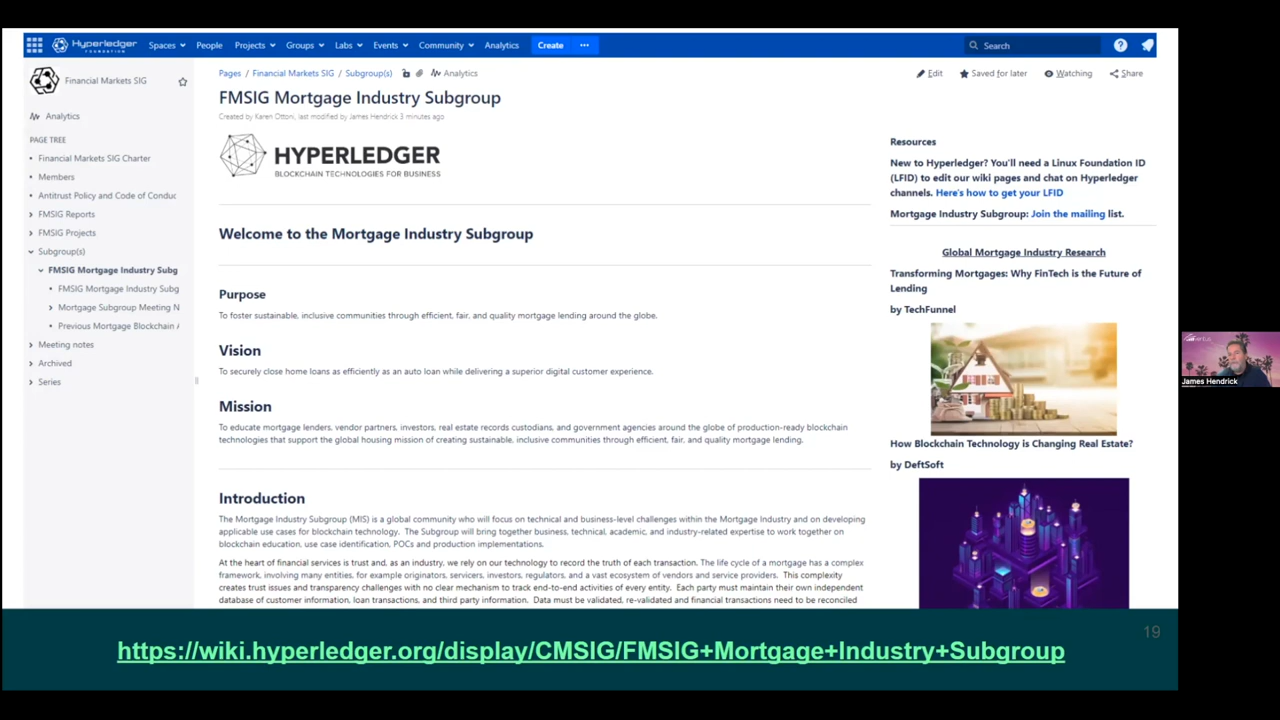 Hyperledger
FOUNDATION
Spaces People Projects Groups Labs Events Community Analytics Create ··· Search
Financial Markets SIG
Analytics
PAGE TREE
Financial Markets SIG Charter
Members
Antitrust Policy and Code of Conduc
FMSIG Reports
FMSIG Projects
Subgroup(s)
FMSIG Mortgage Industry Subg
FMSIG Mortgage Industry Subg
Mortgage Subgroup Meeting N
Previous Mortgage Blockchain A
Meeting notes
Archived
Series
Pages / Financial Markets SIG / Subgroup(s) Analytics
Edit Saved for later Watching Share
FMSIG Mortgage Industry Subgroup
Created by Karen Ottoni, last modified by James Hendrick 3 minutes ago
HYPERLEDGER
BLOCKCHAIN TECHNOLOGIES FOR BUSINESS
Welcome to the Mortgage Industry Subgroup
Purpose
To foster sustainable, inclusive communities through efficient, fair, and quality mortgage lending around the globe.
Vision
To securely close home loans as efficiently as an auto loan while delivering a superior digital customer experience.
Mission
To educate mortgage lenders, vendor partners, investors, real estate records custodians, and government agencies around the globe of production-ready blockchain
technologies that support the global housing mission of creating sustainable, inclusive communities through efficient, fair, and quality mortgage lending.
Introduction
The Mortgage Industry Subgroup (MIS) is a global community who will focus on technical and business-level challenges within the Mortgage Industry and on developing
applicable use cases for blockchain technology. The Subgroup will bring together business, technical, academic, and industry-related expertise to work together on
blockchain education, use case identification, POCs and production implementations.
At the heart of financial services is trust and, as an industry, we rely on our technology to record the truth of each transaction. The life cycle of a mortgage has a complex
framework, involving many entities, for example originators, servicers, investors, regulators, and a vast ecosystem of vendors and service providers. This complexity
creates trust issues and transparency challenges with no clear mechanism to track end-to-end activities of every entity. Each party must maintain their own independent
database of customer information, loan transactions, and third party information. Data must be validated, re-validated and financial transactions need to be reconciled
Resources
New to Hyperledger? You'll need a Linux Foundation ID
(LFID) to edit our wiki pages and chat on Hyperledger
channels. Here's how to get your LFID
Mortgage Industry Subgroup: Join the mailing list.
Global Mortgage Industry Research
Transforming Mortgages: Why FinTech is the Future of
Lending
by TechFunnel
How Blockchain Technology is Changing Real Estate?
by DeftSoft
James Hendrick
19
https://wiki.hyperledger.org/display/CMSIG/FMSIG+Mortgage+Industry+Subgroup